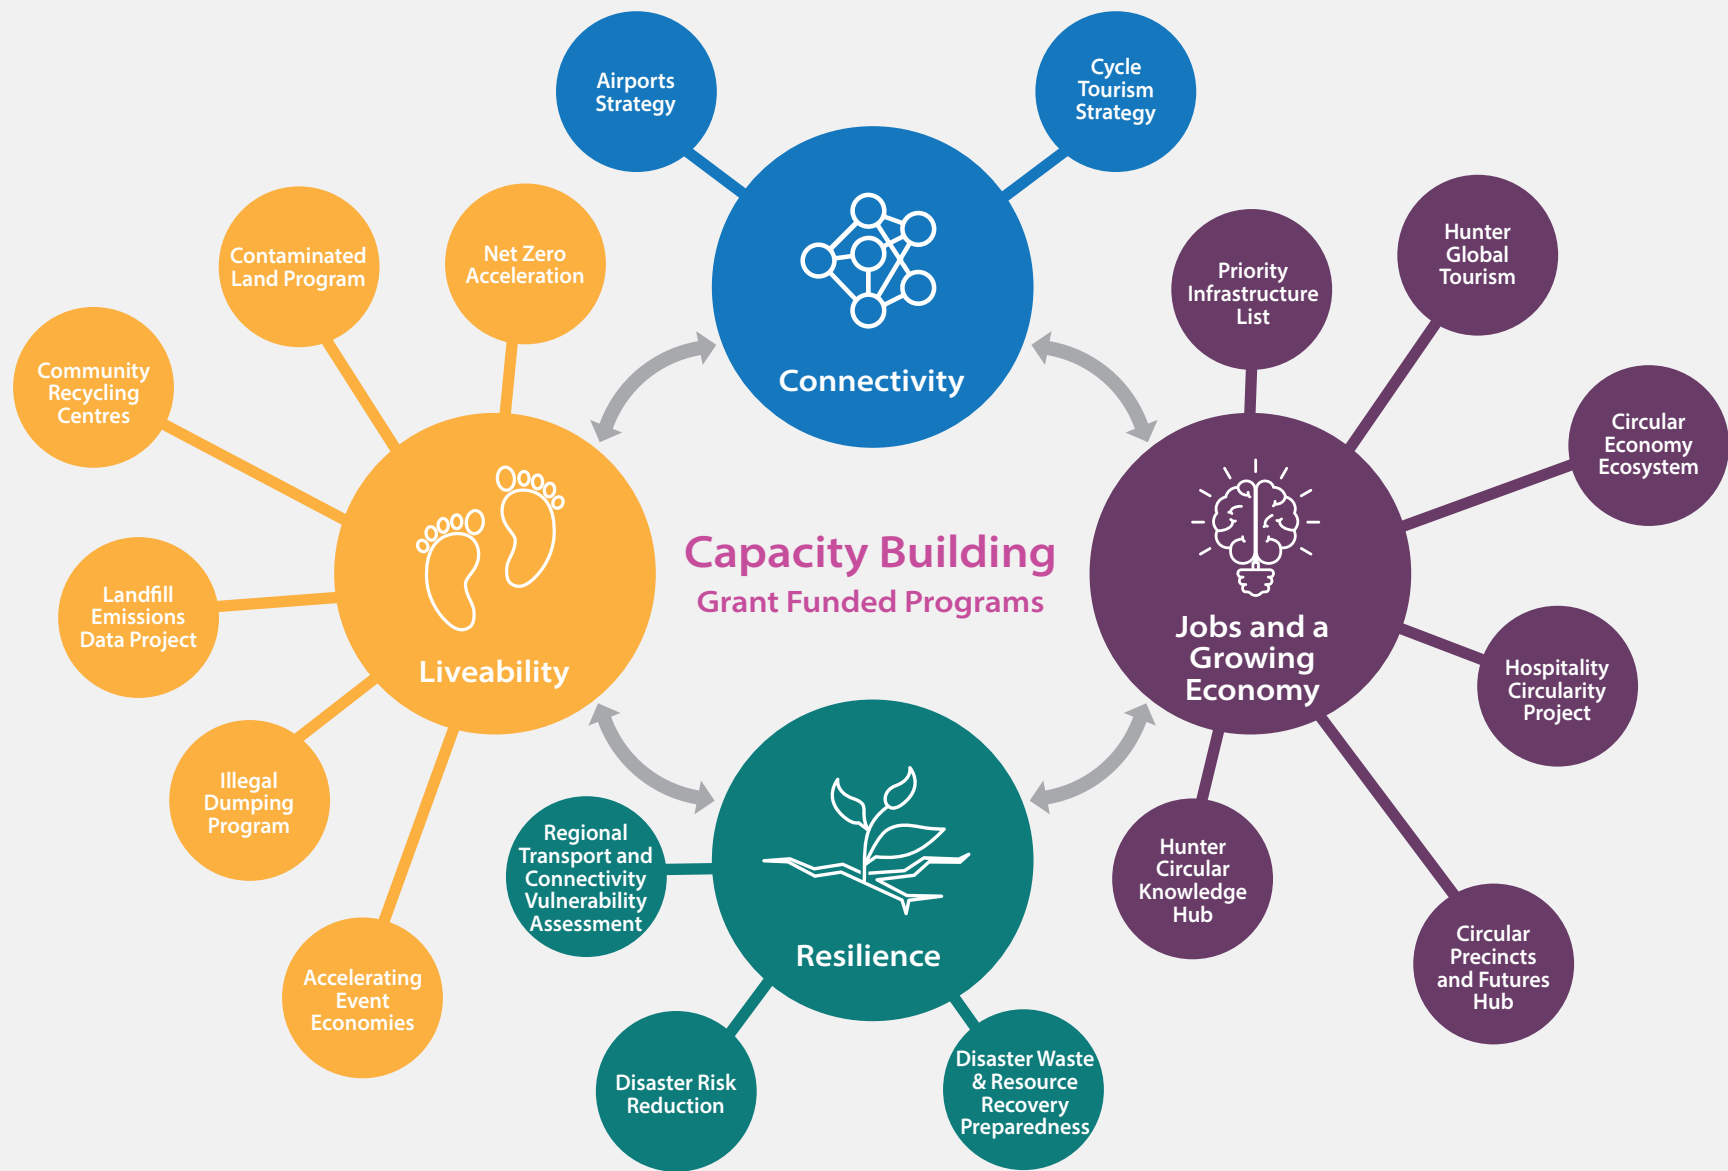 Airports
Strategy
Cycle
Tourism
Strategy
Connectivity
Contaminated
Land Program
Net Zero
Acceleration
Community
Recycling
Centres
Landfill
Emissions
Data Project
Illegal
Dumping
Program
Accelerating
Event
Economies
Liveability
Capacity Building
Grant Funded Programs
Priority
Infrastructure
List
Hunter
Global
Tourism
Circular
Economy
Ecosystem
Jobs and a
Growing
Economy
Hospitality
Circularity
Project
Hunter
Circular
Knowledge
Hub
Circular
Precincts
and Futures
Hub
Regional
Transport and
Connectivity
Vulnerability
Assessment
Resilience
Disaster Risk
Reduction
Disaster Waste
& Resource
Recovery
Preparedness